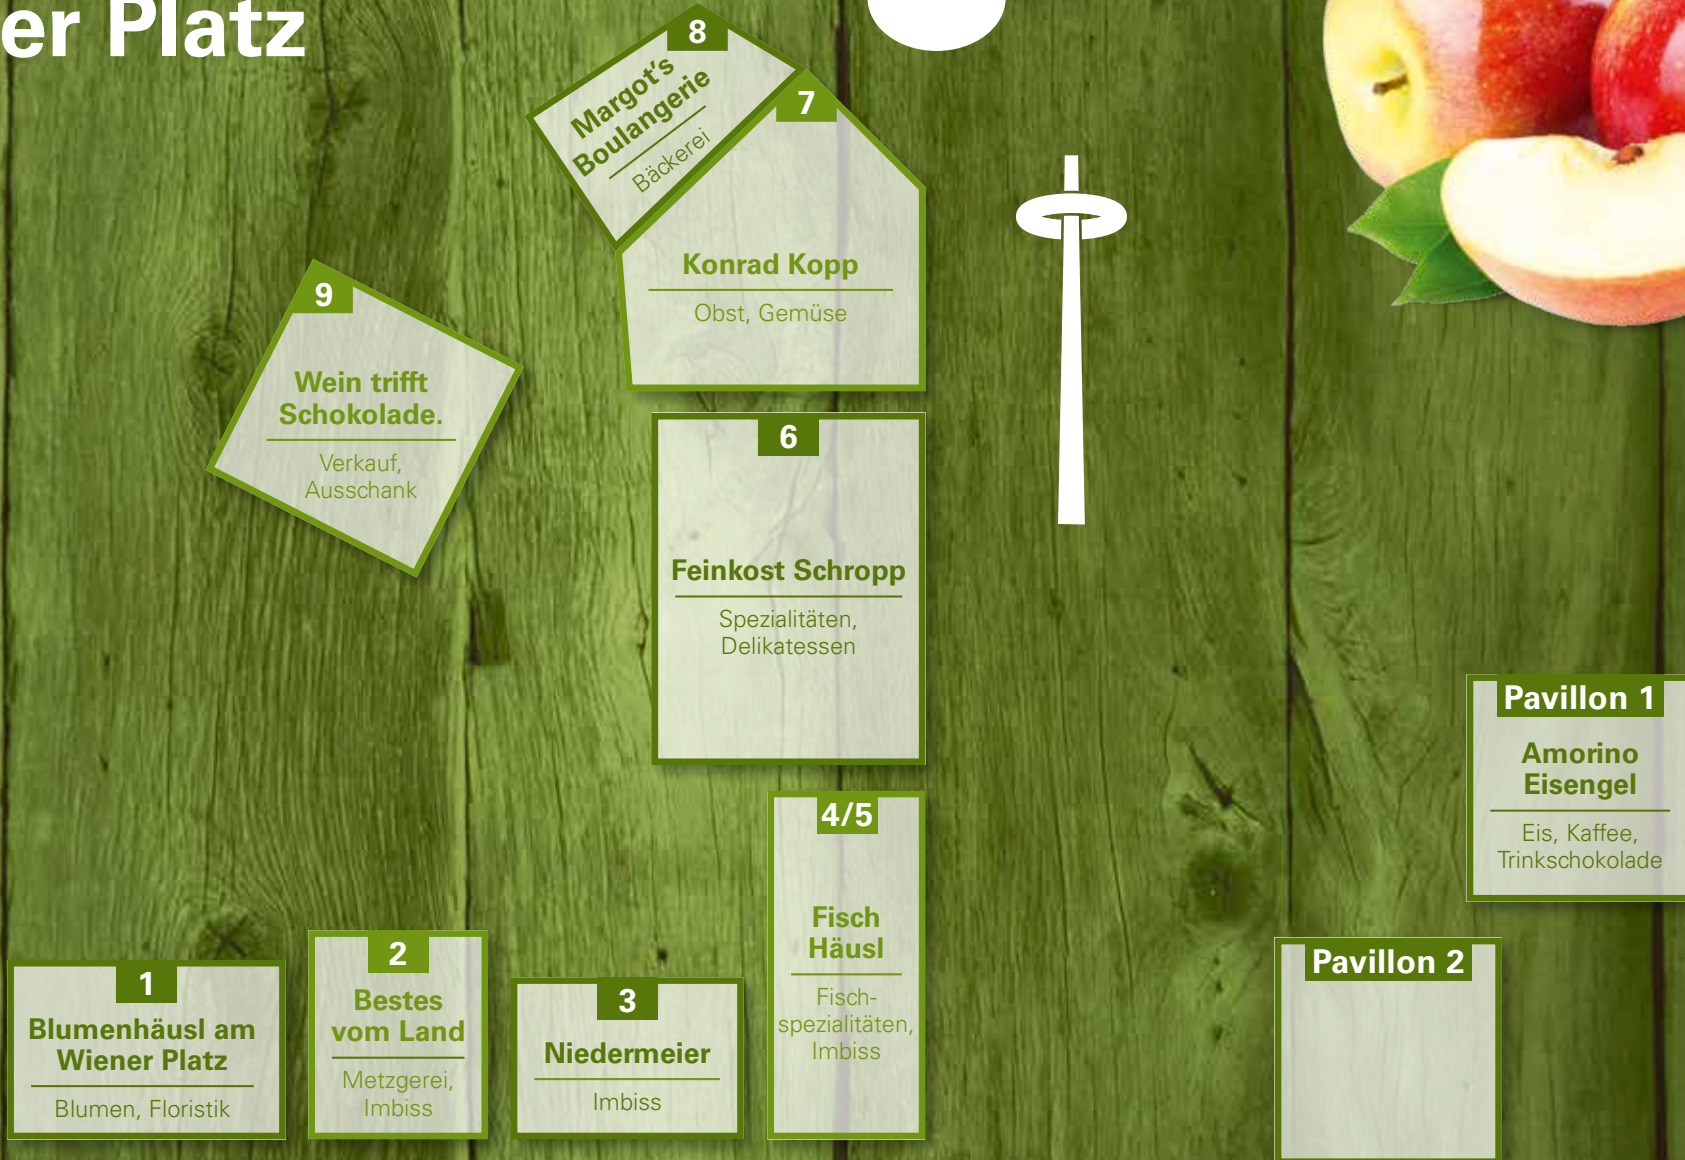 er Platz
8
Margot's
Boulangerie
Bäckerei
7
Konrad Kopp
Obst, Gemüse
9
Wein trifft
Schokolade.
Verkauf,
Ausschank
6
Feinkost Schropp
Spezialitäten,
Delikatessen
Pavillon 1
Amorino
Eisengel
Eis, Kaffee,
Trinkschokolade
4/5
Fisch
Häusl
Fisch-
spezialitäten,
Imbiss
Pavillon 2
1
Blumenhäusl am
Wiener Platz
Blumen, Floristik
2
Bestes
vom Land
Metzgerei,
Imbiss
3
Niedermeier
Imbiss